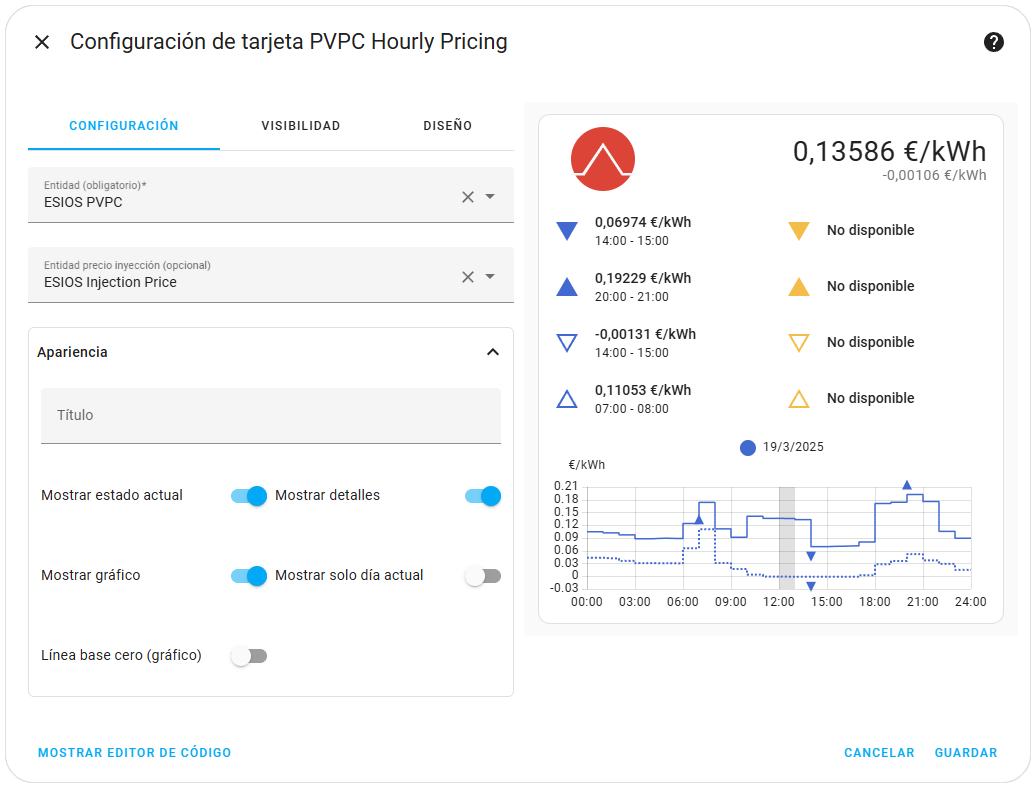 Configuración de tarjeta PVPC Hourly Pricing
?
CONFIGURACIÓN
VISIBILIDAD
DISEÑO
Entidad (obligatorio)*
ESIOS PVPC
Entidad precio inyección (opcional)
ESIOS Injection Price
Apariencia
Título
Mostrar estado actual
Mostrar detalles
Mostrar gráfico
Mostrar solo día actual
Línea base cero (gráfico)
0,13586 €/kWh
-0,00106 €/kWh
0,06974 €/kWh
14:00 - 15:00
No disponible
0,19229 €/kWh
20:00 - 21:00
No disponible
-0,00131 €/kWh
14:00 - 15:00
No disponible
0,11053 €/kWh
07:00 - 08:00
No disponible
19/3/2025
€/kWh
0.21
0.18
0.15
0.12
0.09
0.06
0.03
0
-0.03
00:00 03:00 06:00 09:00 12:00 15:00 18:00 21:00 24:00
MOSTRAR EDITOR DE CÓDIGO
CANCELAR
GUARDAR